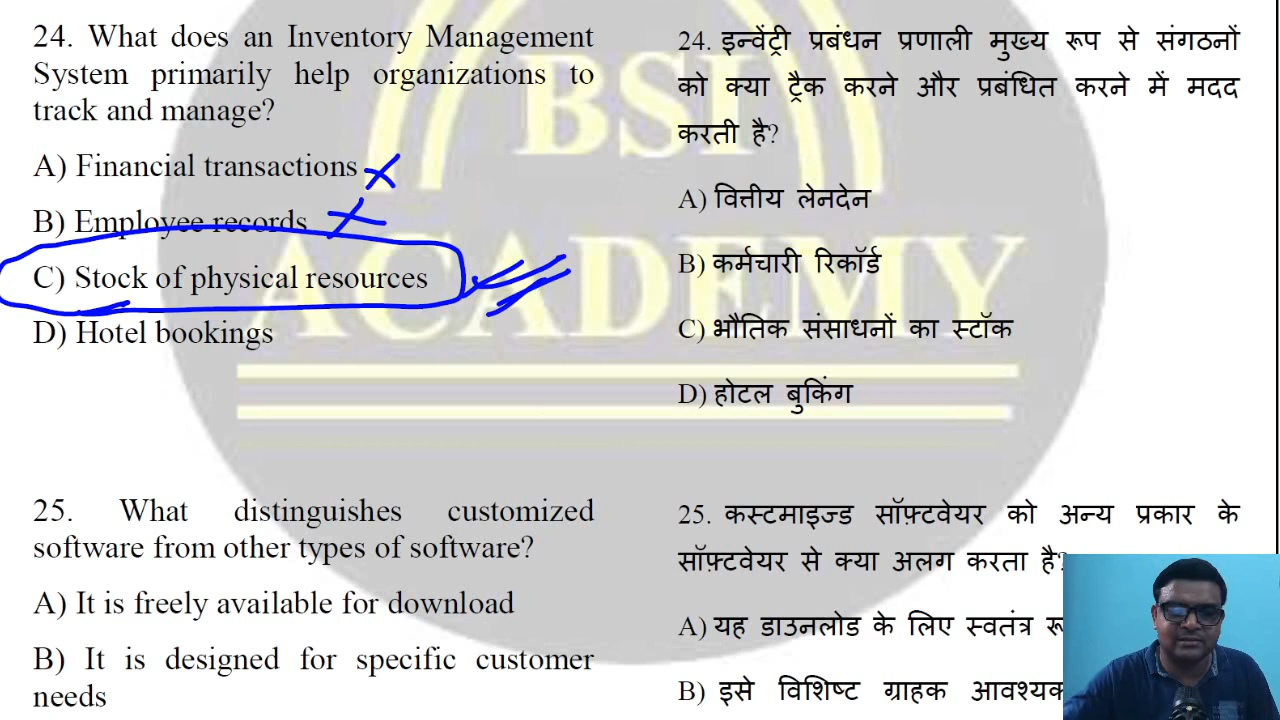 24. What does an Inventory Management
System primarily help organizations to
track and manage?
A) Financial transactions
B) Employee records
C) Stock of physical resources
D) Hotel bookings
25. What distinguishes customized
software from other types of software?
A) It is freely available for download
B) It is designed for specific customer
needs
24. इन्वेंट्री प्रबंधन प्रणाली मुख्य रूप से संगठनों
को क्या ट्रैक करने और प्रबंधित करने में मदद
करती है?
A) वित्तीय लेनदेन
B) कर्मचारी रिकॉर्ड
C) भौतिक संसाधनों का स्टॉक
D) होटल बुकिंग
25. कस्टमाइज्ड सॉफ़्टवेयर को अन्य प्रकार के
सॉफ़्टवेयर से क्या अलग करता है?
A) यह डाउनलोड के लिए स्वतंत्र
B) इसे विशिष्ट ग्राहक
BSI
ACADEMY